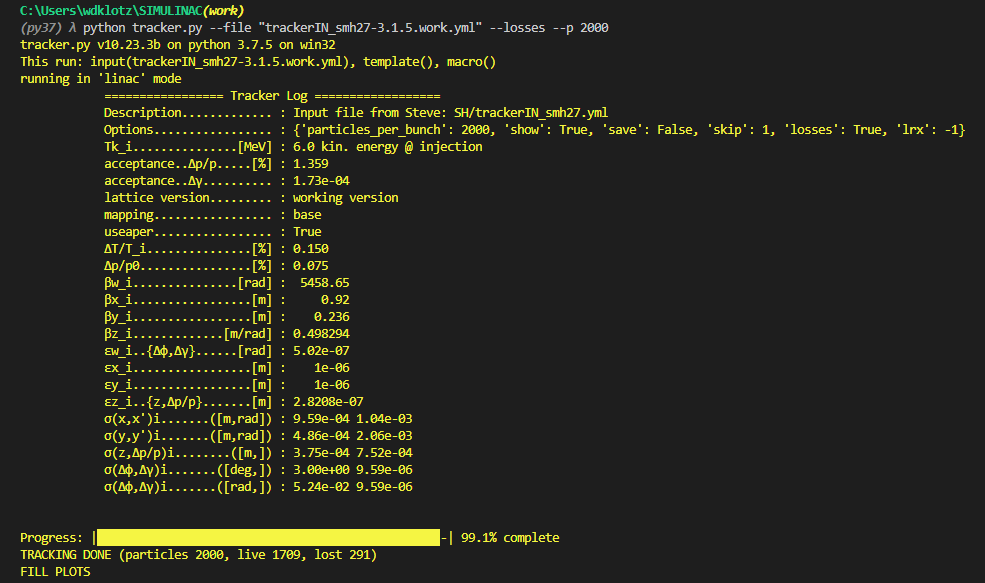 C:\Users\wdklotz\SIMULINAC(work)
(py37) λ python tracker.py --file "trackerIN_smh27-3.1.5.work.yml" --losses --p 2000
tracker.py v10.23.3b on python 3.7.5 on win32
This run: input(trackerIN_smh27-3.1.5.work.yml), template(), macro()
running in 'linac' mode
================= Tracker Log ==================
Description............. : Input file from Steve: SH/trackerIN_smh27.yml
Options................. : {'particles_per_bunch': 2000, 'show': True, 'save': False, 'skip': 1, 'losses': True, 'lrx': -1}
Tk_i...............[MeV] : 6.0 kin. energy @ injection
acceptance..Δp/p.....[%] : 1.359
acceptance..Δγ.......... : 1.73e-04
lattice version......... : working version
mapping................. : base
useaper................. : True
ΔT/T_i...............[%] : 0.150
Δp/p0................[%] : 0.075
βw_i...............[rad] : 5458.65
βx_i.................[m] : 0.92
βy_i.................[m] : 0.236
βz_i.............[m/rad] : 0.498294
εw_i..{Δϕ,Δγ}......[rad] : 5.02e-07
εx_i.................[m] : 1e-06
εy_i.................[m] : 1e-06
εz_i..{z,Δp/p}.......[m] : 2.8208e-07
σ(x,x')i.......([m,rad]) : 9.59e-04 1.04e-03
σ(y,y')i.......([m,rad]) : 4.86e-04 2.06e-03
σ(z,Δp/p)i........([m,]) : 3.75e-04 7.52e-04
σ(Δϕ,Δγ)i.......([deg,]) : 3.00e+00 9.59e-06
σ(Δϕ,Δγ)i.......([rad,]) : 5.24e-02 9.59e-06
Progress: |█████████████████████████████████████████████████-| 99.1% complete
TRACKING DONE (particles 2000, live 1709, lost 291)
FILL PLOTS